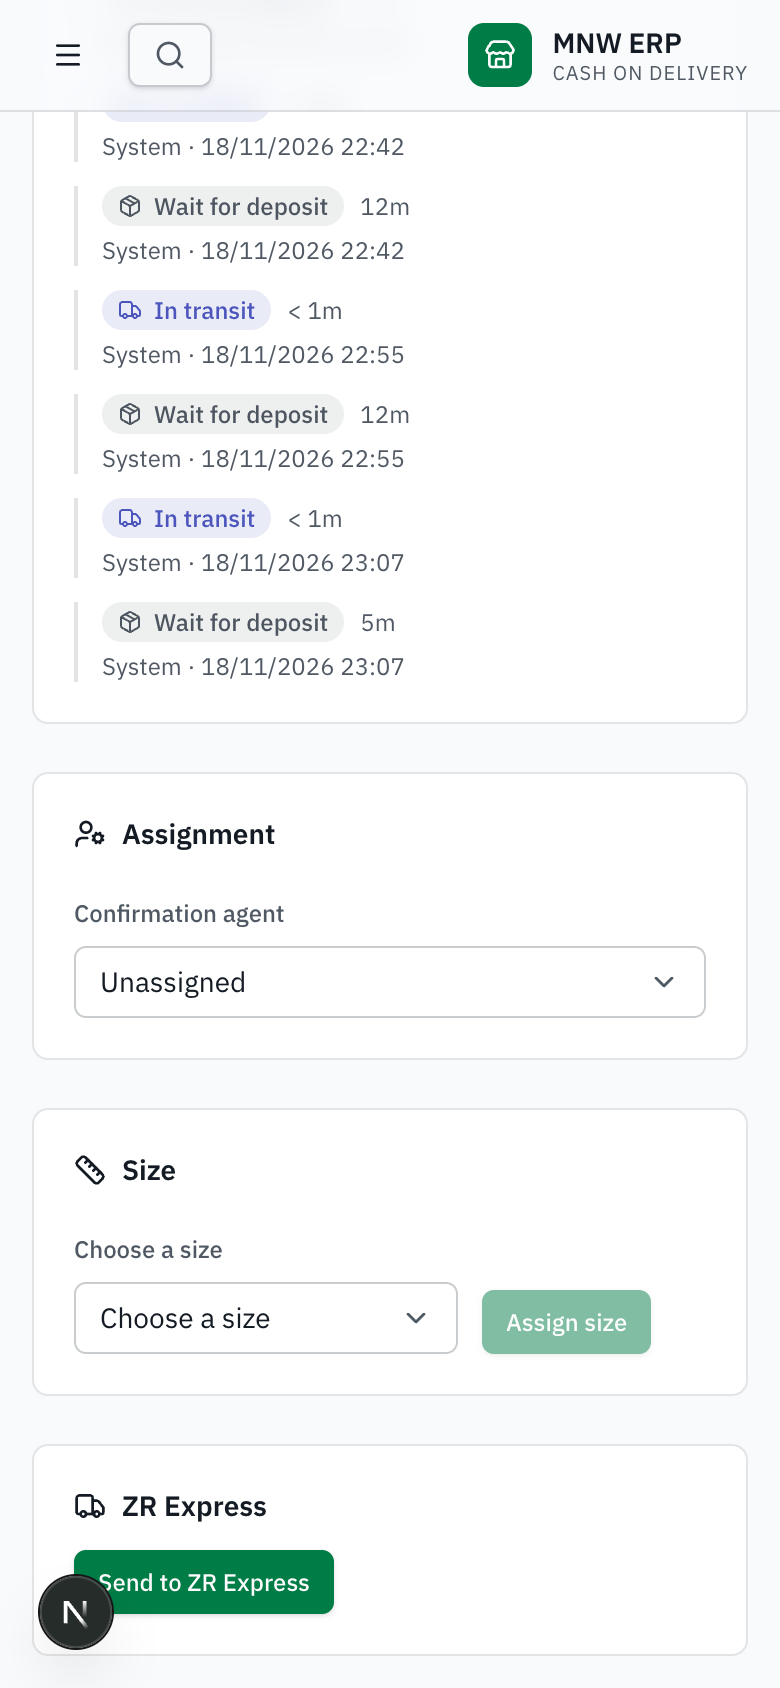 MNW ERP
CASH ON DELIVERY
System · 18/11/2026 22:42
Wait for deposit 12m
System · 18/11/2026 22:42
In transit < 1m
System · 18/11/2026 22:55
Wait for deposit 12m
System · 18/11/2026 22:55
In transit < 1m
System · 18/11/2026 23:07
Wait for deposit 5m
System · 18/11/2026 23:07
Assignment
Confirmation agent
Unassigned
Size
Choose a size
Choose a size Assign size
ZR Express
Send to ZR Express
N